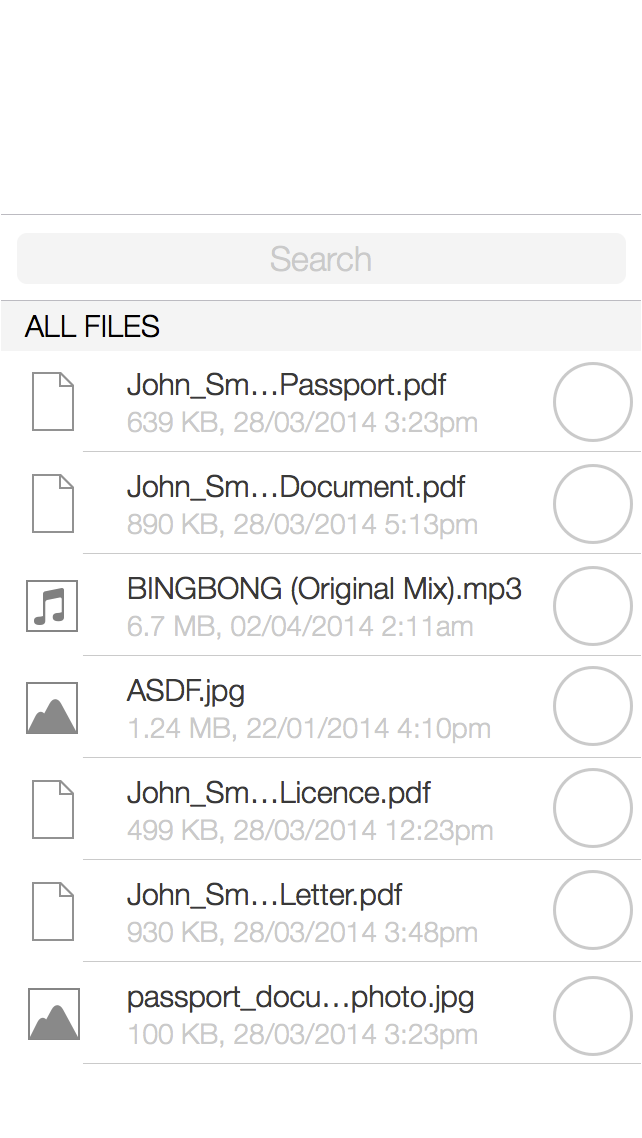 Search
ALL FILES
John_Sm...Passport.pdf
639 KB, 28/03/2014 3:23pm
John_Sm...Document.pdf
890 KB, 28/03/2014 5:13pm
BINGBONG (Original Mix).mp3
6.7 MB, 02/04/2014 2:11am
ASDF.jpg
1.24 MB, 22/01/2014 4:10pm
John_Sm...Licence.pdf
499 KB, 28/03/2014 12:23pm
John_Sm...Letter.pdf
930 KB, 28/03/2014 3:48pm
passport_docu...photo.jpg
100 KB, 28/03/2014 3:23pm